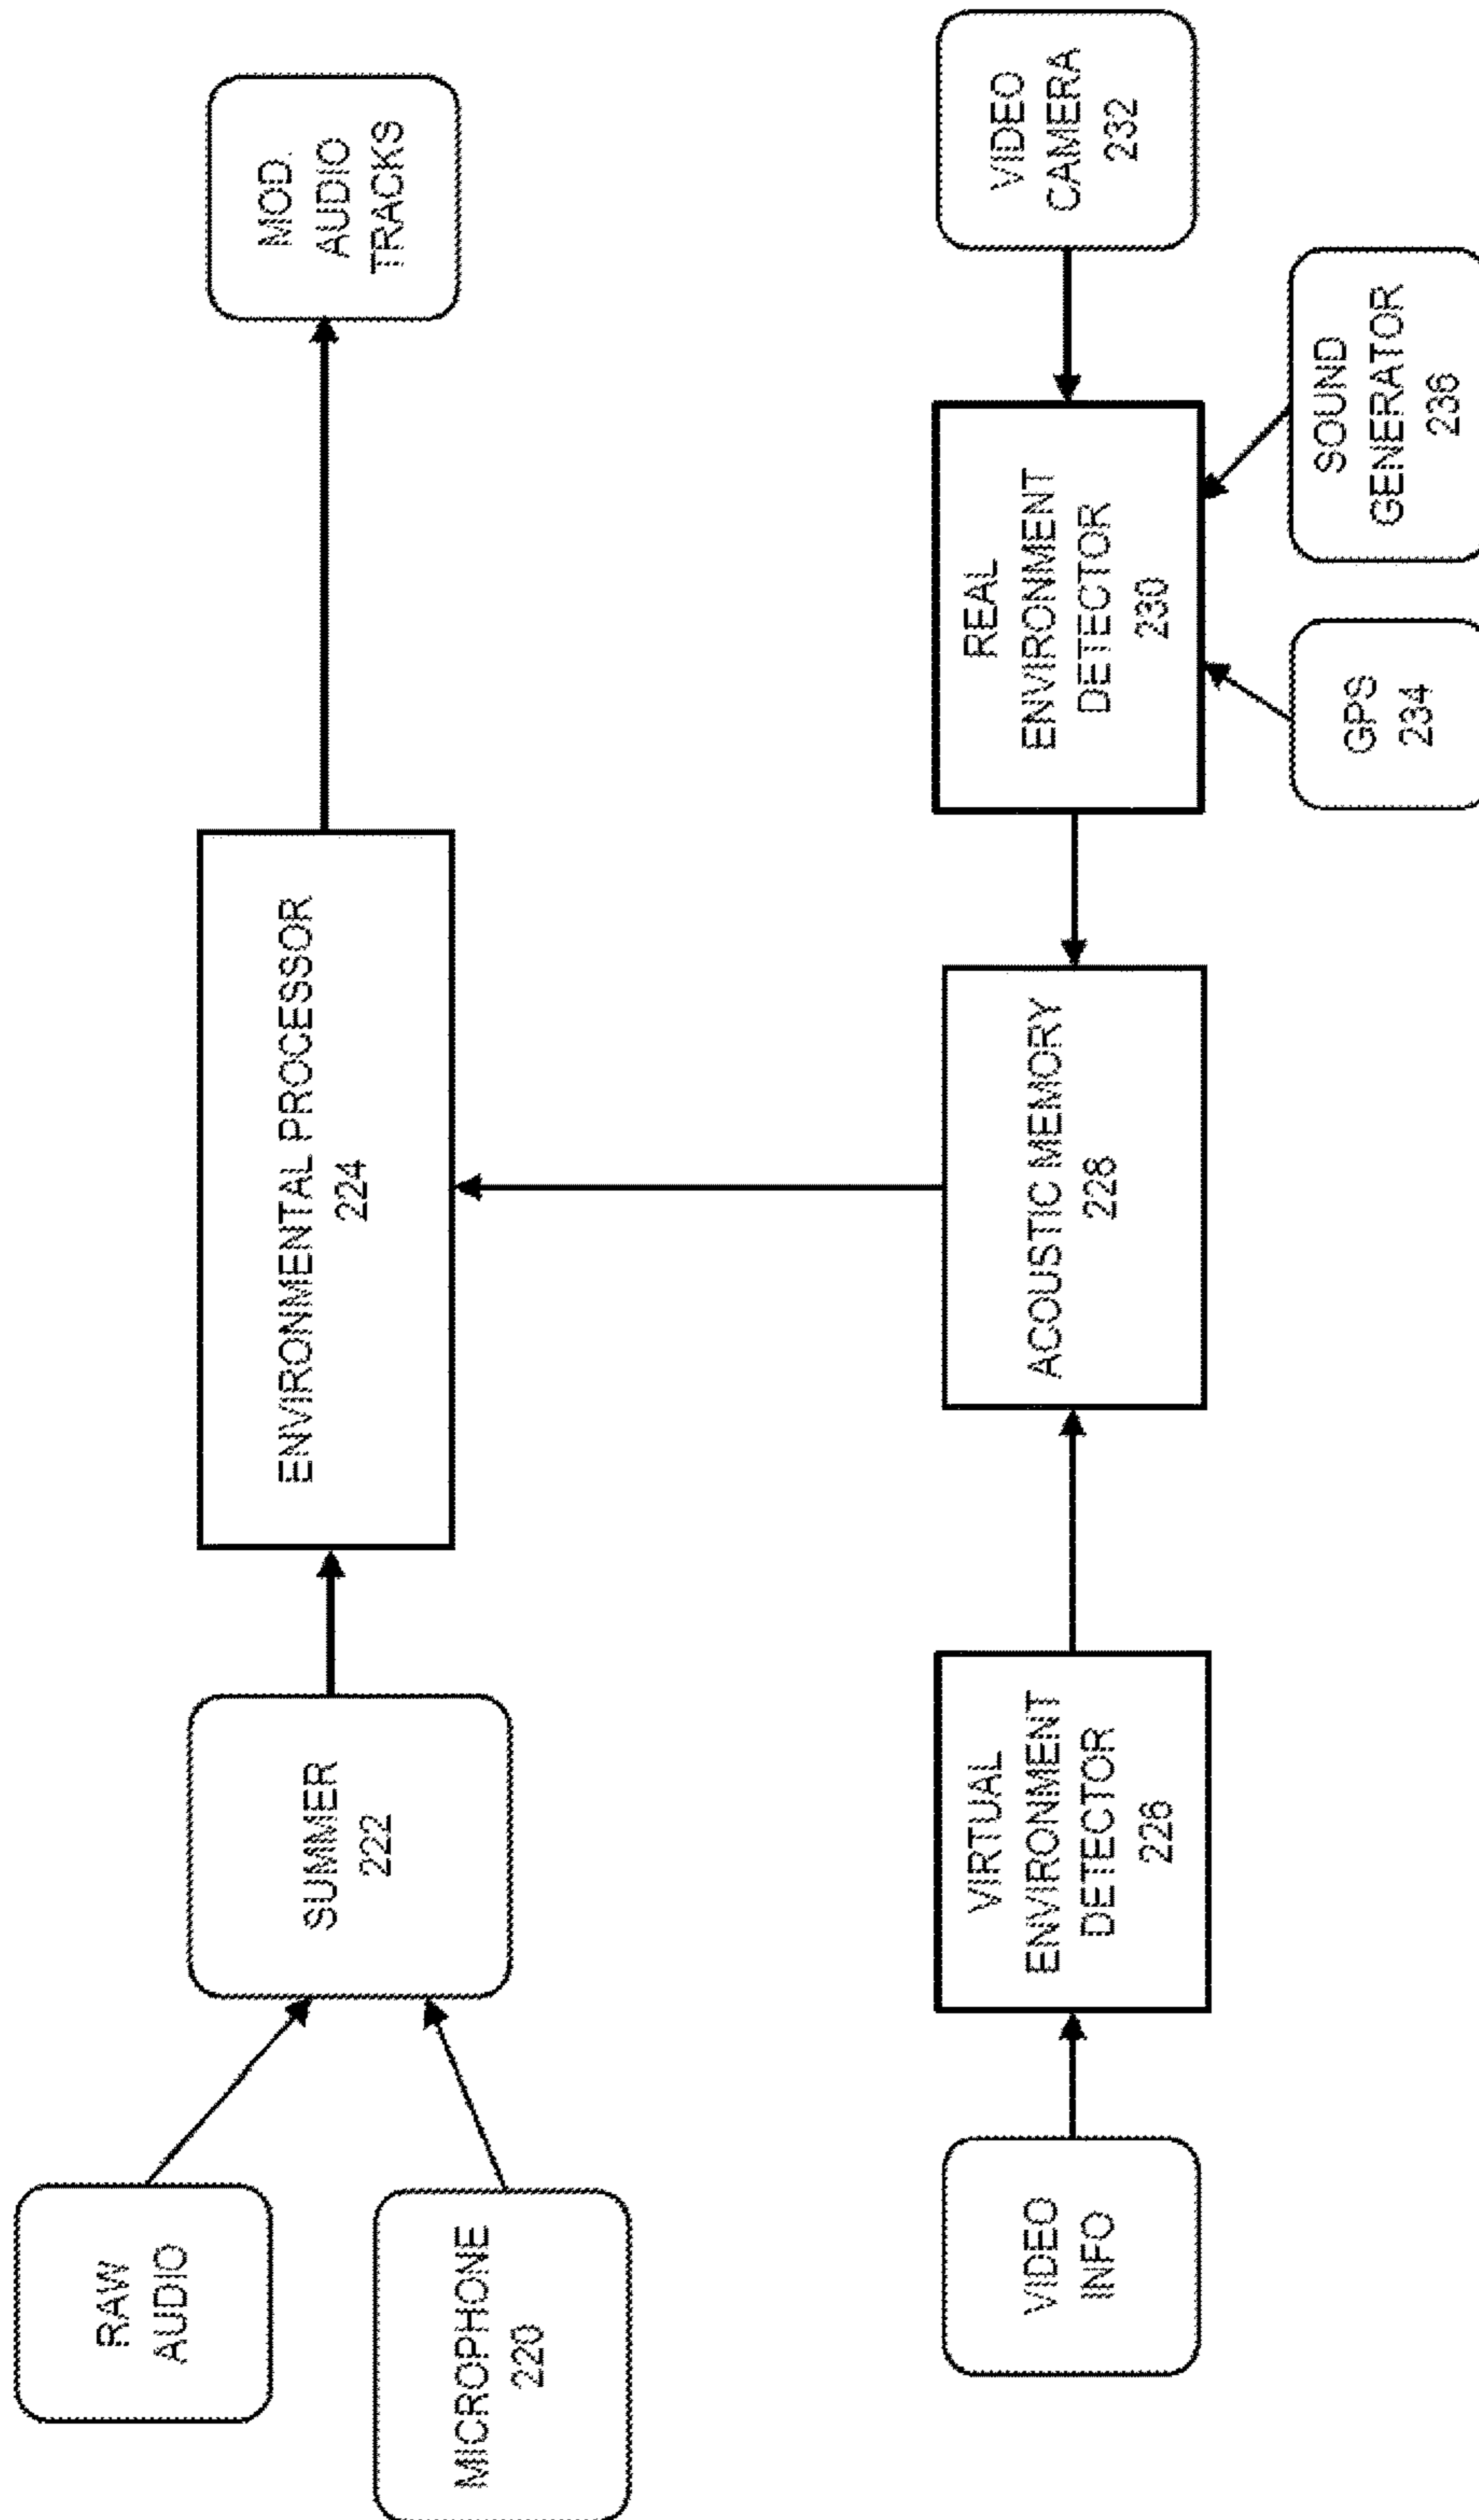 RAW
AUDIO
MICROPHONE
220
SUMMER
222
ENVIRONMENTAL PROCESSOR
224
MOD.
AUDIO
TRACKS
VIDEO
INFO
VIRTUAL
ENVIRONMENT
DETECTOR
226
ACOUSTIC MEMORY
228
REAL
ENVIRONMENT
DETECTOR
230
VIDEO
CAMERA
232
GPS
234
SOUND
GENERATOR
236